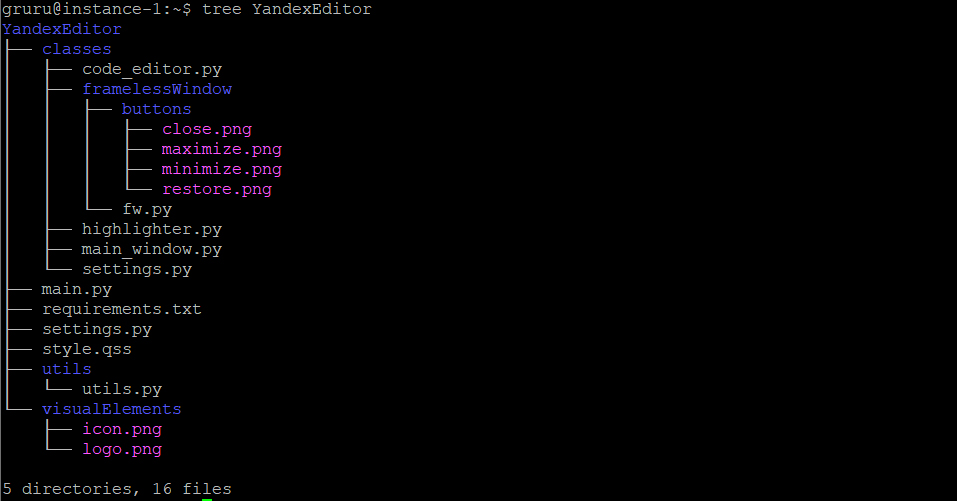 gruru@instance-1:~$ tree YandexEditor
YandexEditor
├── classes
│   ├── code_editor.py
│   ├── framelessWindow
│   │   ├── buttons
│   │   │   ├── close.png
│   │   │   ├── maximize.png
│   │   │   ├── minimize.png
│   │   │   └── restore.png
│   │   └── fw.py
│   ├── highlighter.py
│   ├── main_window.py
│   └── settings.py
├── main.py
├── requirements.txt
├── settings.py
├── style.qss
├── utils
│   └── utils.py
└── visualElements
    ├── icon.png
    └── logo.png

5 directories, 16 files